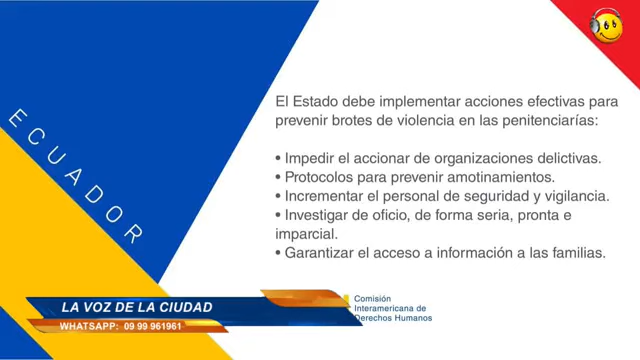 ECUADOR
El Estado debe implementar acciones efectivas para
prevenir brotes de violencia en las penitenciarías:
• Impedir el accionar de organizaciones delictivas.
• Protocolos para prevenir amotinamientos.
• Incrementar el personal de seguridad y vigilancia.
• Investigar de oficio, de forma seria, pronta e
imparcial.
• Garantizar el acceso a información a las familias.
LA VOZ DE LA CIUDAD
WHATSAPP: 09 99 961961
Comisión
Interamericana de
Derechos Humanos